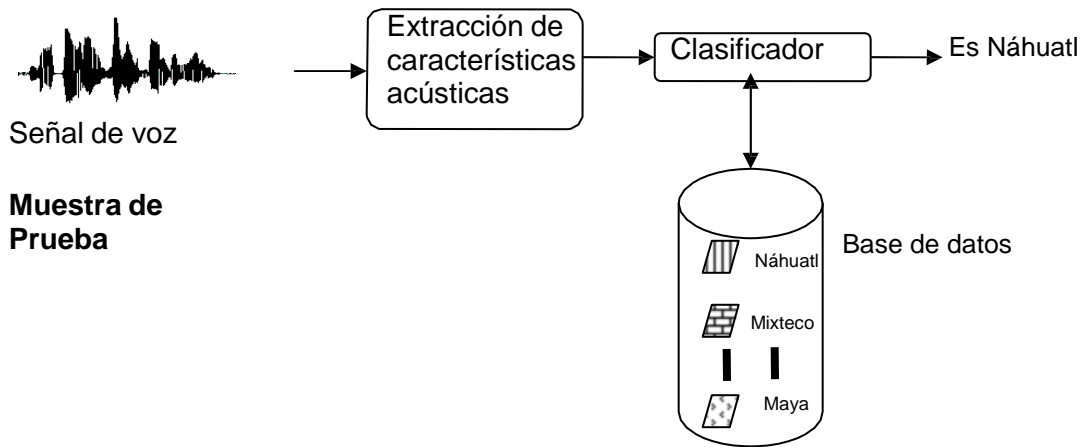 Extracción de
características
acústicas
Clasificador
Es Náhuatl
Señal de voz
Muestra de
Prueba
Base de datos
Náhuatl
Mixteco
Maya